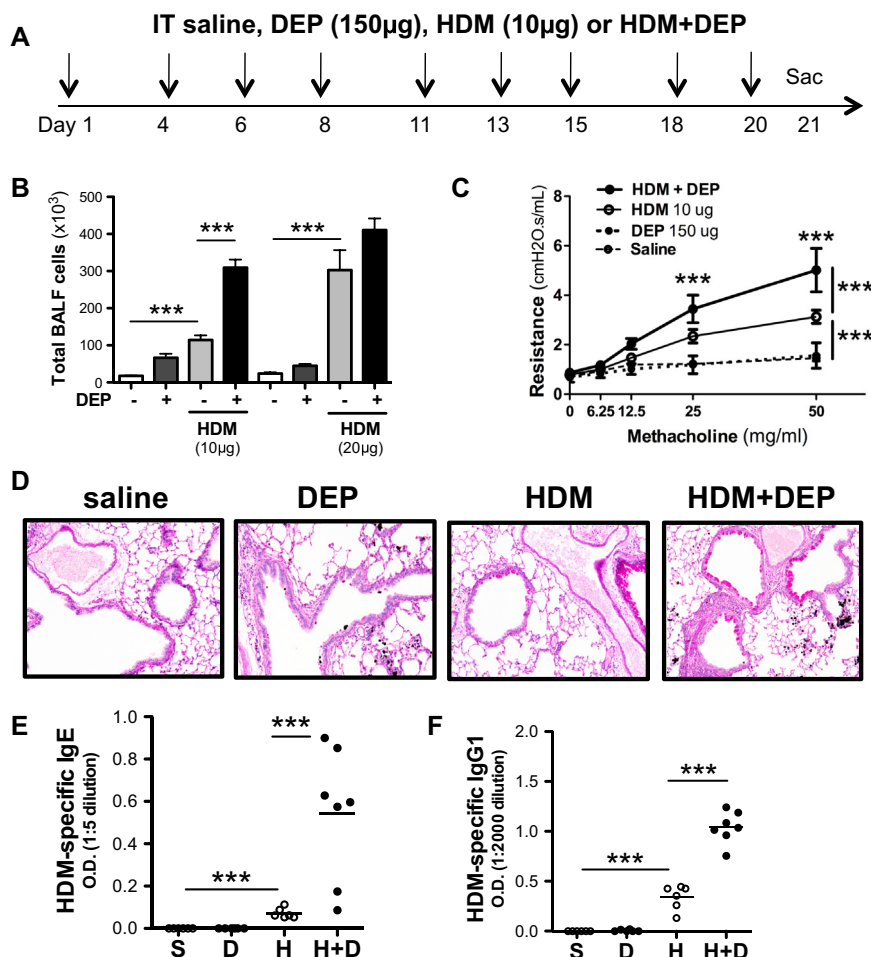 IT saline, DEP (150µg), HDM (10µg) or HDM+DEP
A
Sac
Day 1 4 6 8 11 13 15 18 20 21
B
Total BALF cells (x10³)
500
400
300
200
100
0
***
***
***
DEP - + - + - + - +
HDM
(10µg)
HDM
(20µg)
C
Resistance (cmH2O.s/mL)
8
6
4
2
0
HDM + DEP
HDM 10 ug
DEP 150 ug
Saline
***
***
***
***
0 6.25 12.5 25 50
Methacholine (mg/ml)
D
saline DEP HDM HDM+DEP
E
HDM-specific IgE
O.D. (1:5 dilution)
1.0
0.8
0.6
0.4
0.2
0.0
***
***
S D H H+D
F
HDM-specific IgG1
O.D. (1:2000 dilution)
2.0
1.5
1.0
0.5
0.0
***
***
S D H H+D